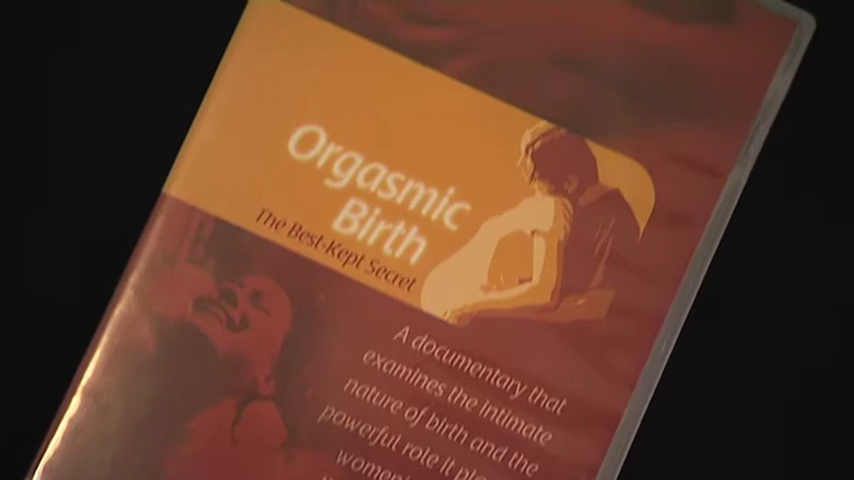 Orgasmic
Birth
The Best-Kept Secret
A documentary that
examines the intimate
nature of birth and the
powerful role it